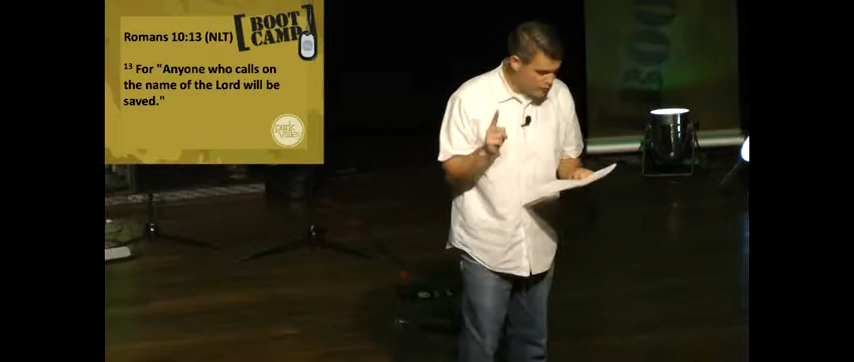 BOOT
CAMP
Romans 10:13 (NLT)
13 For "Anyone who calls on
the name of the Lord will be
saved."
BOO